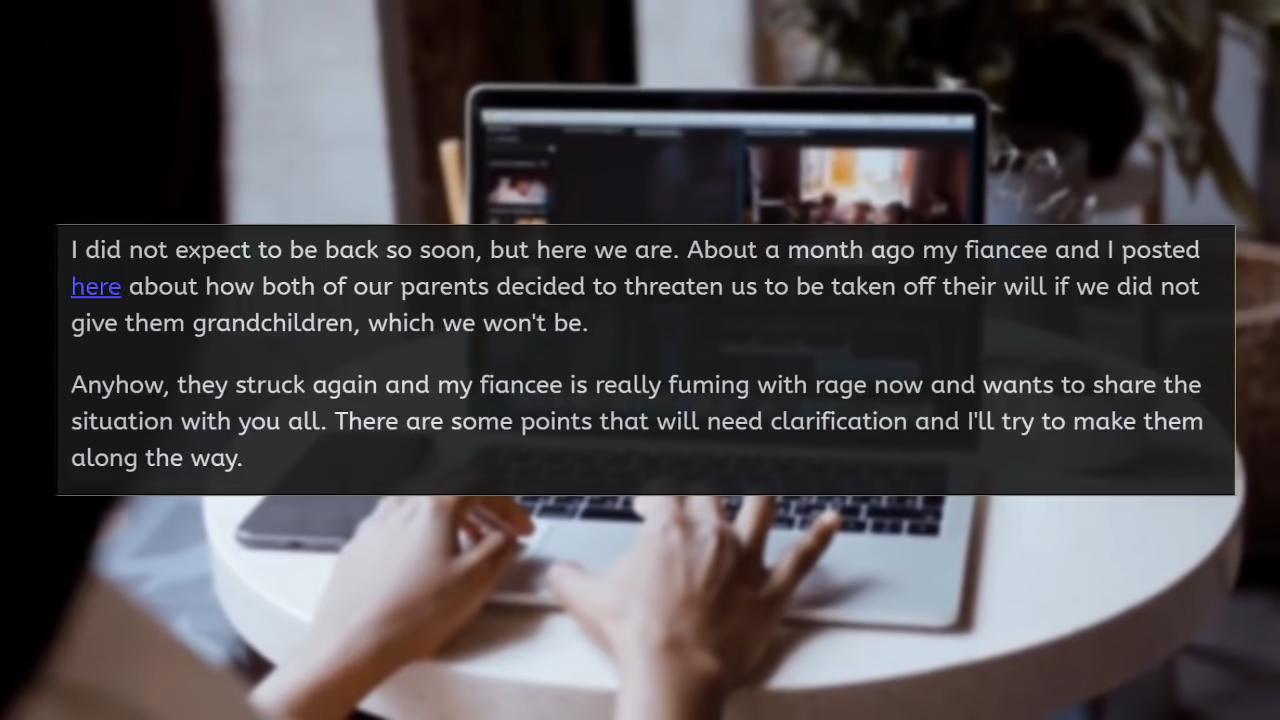 I did not expect to be back so soon, but here we are. About a month ago my fiancee and I posted
here about how both of our parents decided to threaten us to be taken off their will if we did not
give them grandchildren, which we won't be.
Anyhow, they struck again and my fiancee is really fuming with rage now and wants to share the
situation with you all. There are some points that will need clarification and I'll try to make them
along the way.